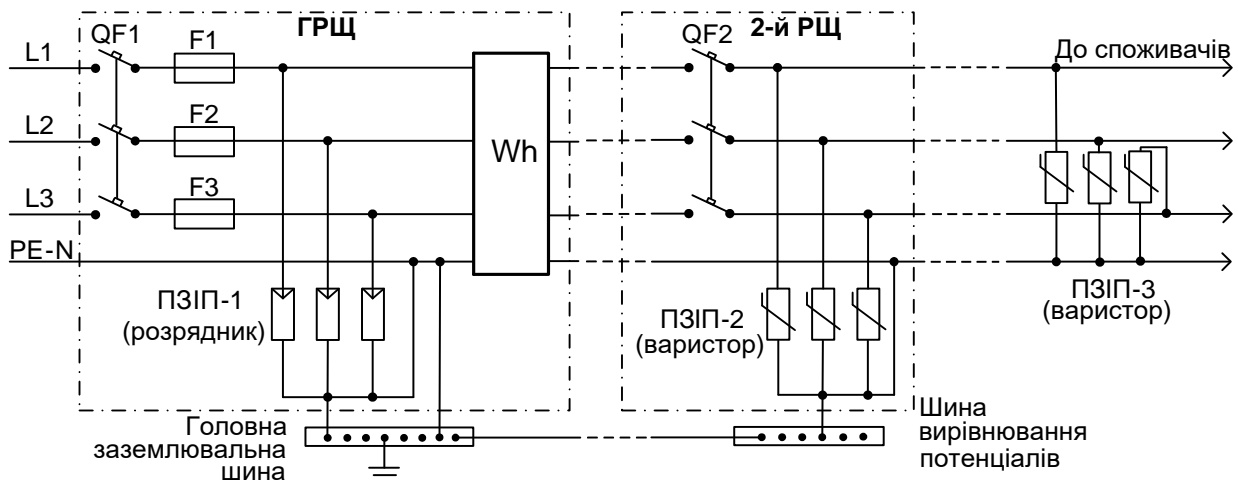 ГРЩ
2-й РЩ
QF1
F1
QF2
До споживачів
L1
F2
L2
Wh
F3
L3
PE-N
ПЗІП-1
(розрядник)
ПЗІП-2
(варистор)
ПЗІП-3
(варистор)
Головна
заземлювальна
шина
Шина
вирівнювання
потенціалів